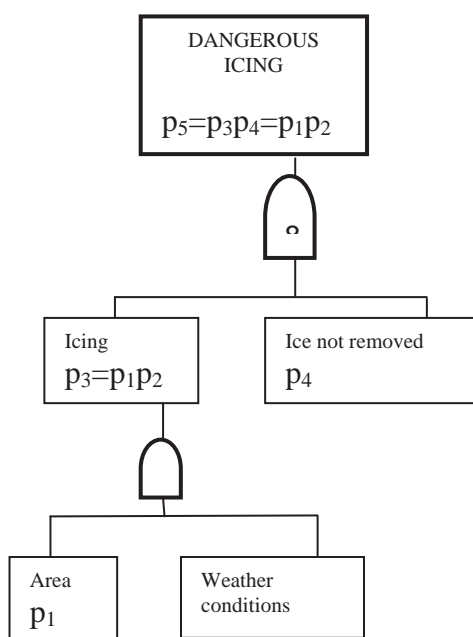 DANGEROUS
ICING
p₅=p₃p₄=p₁p₂
Icing
p₃=p₁p₂
Ice not removed
p₄
Area
p₁
Weather
conditions